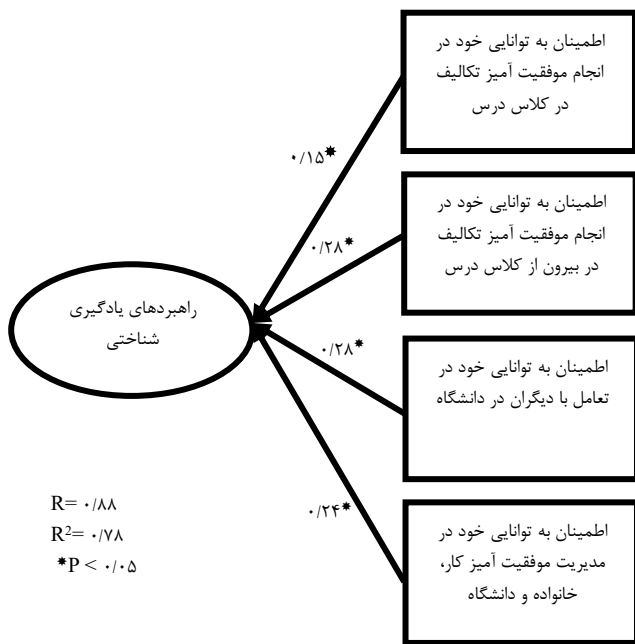 اطمینان به توانایی خود در
انجام موفقیت آمیز تکالیف
در کلاس درس
۰/۱۵*
اطمینان به توانایی خود در
انجام موفقیت آمیز تکالیف
در بیرون از کلاس درس
۰/۲۸*
راهبردهای یادگیری
شناختی
۰/۲۸*
اطمینان به توانایی خود در
تعامل با دیگران در دانشگاه
۰/۲۴*
اطمینان به توانایی خود در
مدیریت موفقیت آمیز کار،
خانواده و دانشگاه
R= ۰/۸۸
R²= ۰/۷۸
*P < ۰/۰۵